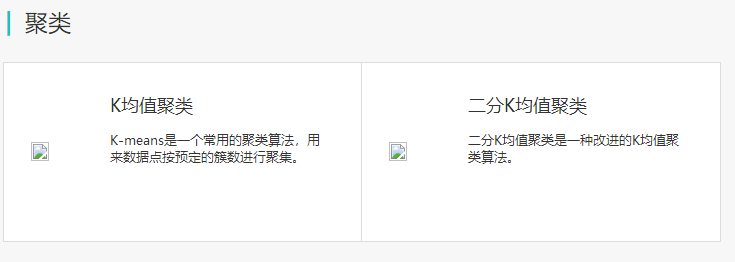 聚类
K均值聚类
K-means是一个常用的聚类算法，用
来数据点按预定的簇数进行聚集。
二分K均值聚类
二分K均值聚类是一种改进的K均值聚
类算法。